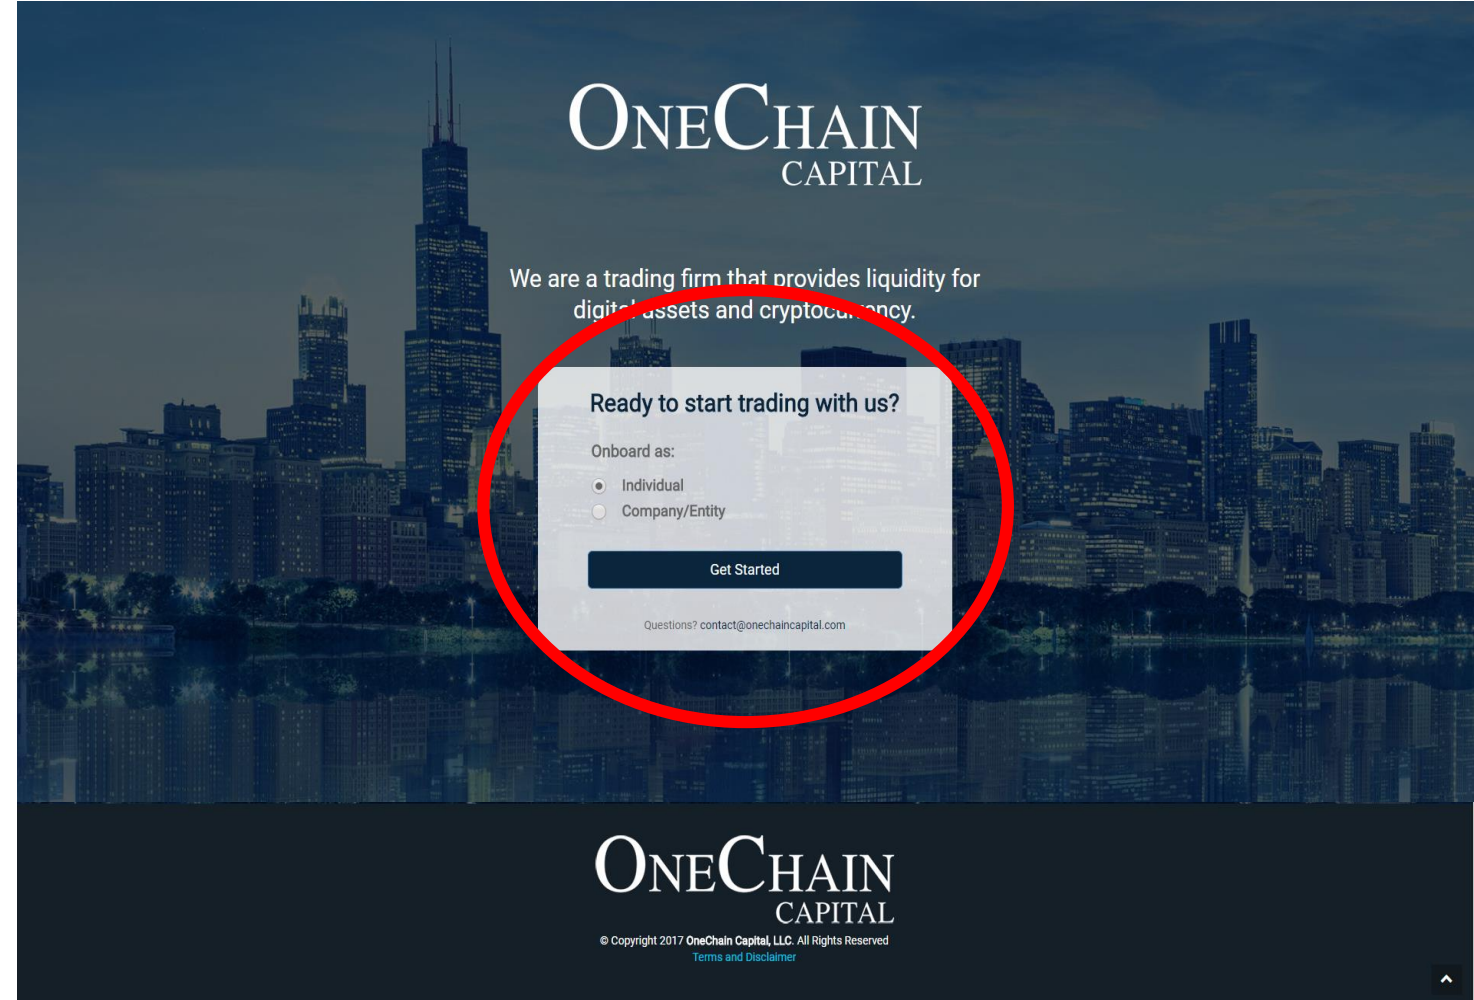 ONECHAIN
CAPITAL
We are a trading firm that provides liquidity for
digital assets and cryptocurrency.
Ready to start trading with us?
Onboard as:
Individual
Company/Entity
Get Started
Questions? contact@onechaincapital.com
ONECHAIN
CAPITAL
© Copyright 2017 OneChain Capital, LLC. All Rights Reserved
Terms and Disclaimer